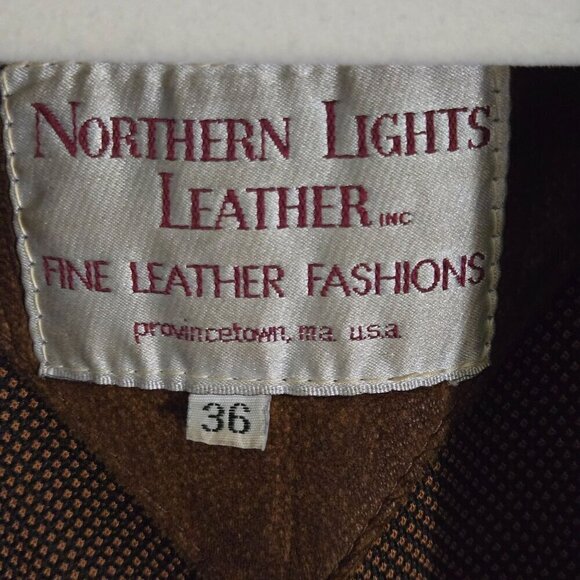 NORTHERN LIGHTS
LEATHER INC
FINE LEATHER FASHIONS
provincetown, ma. u.s.a.
36